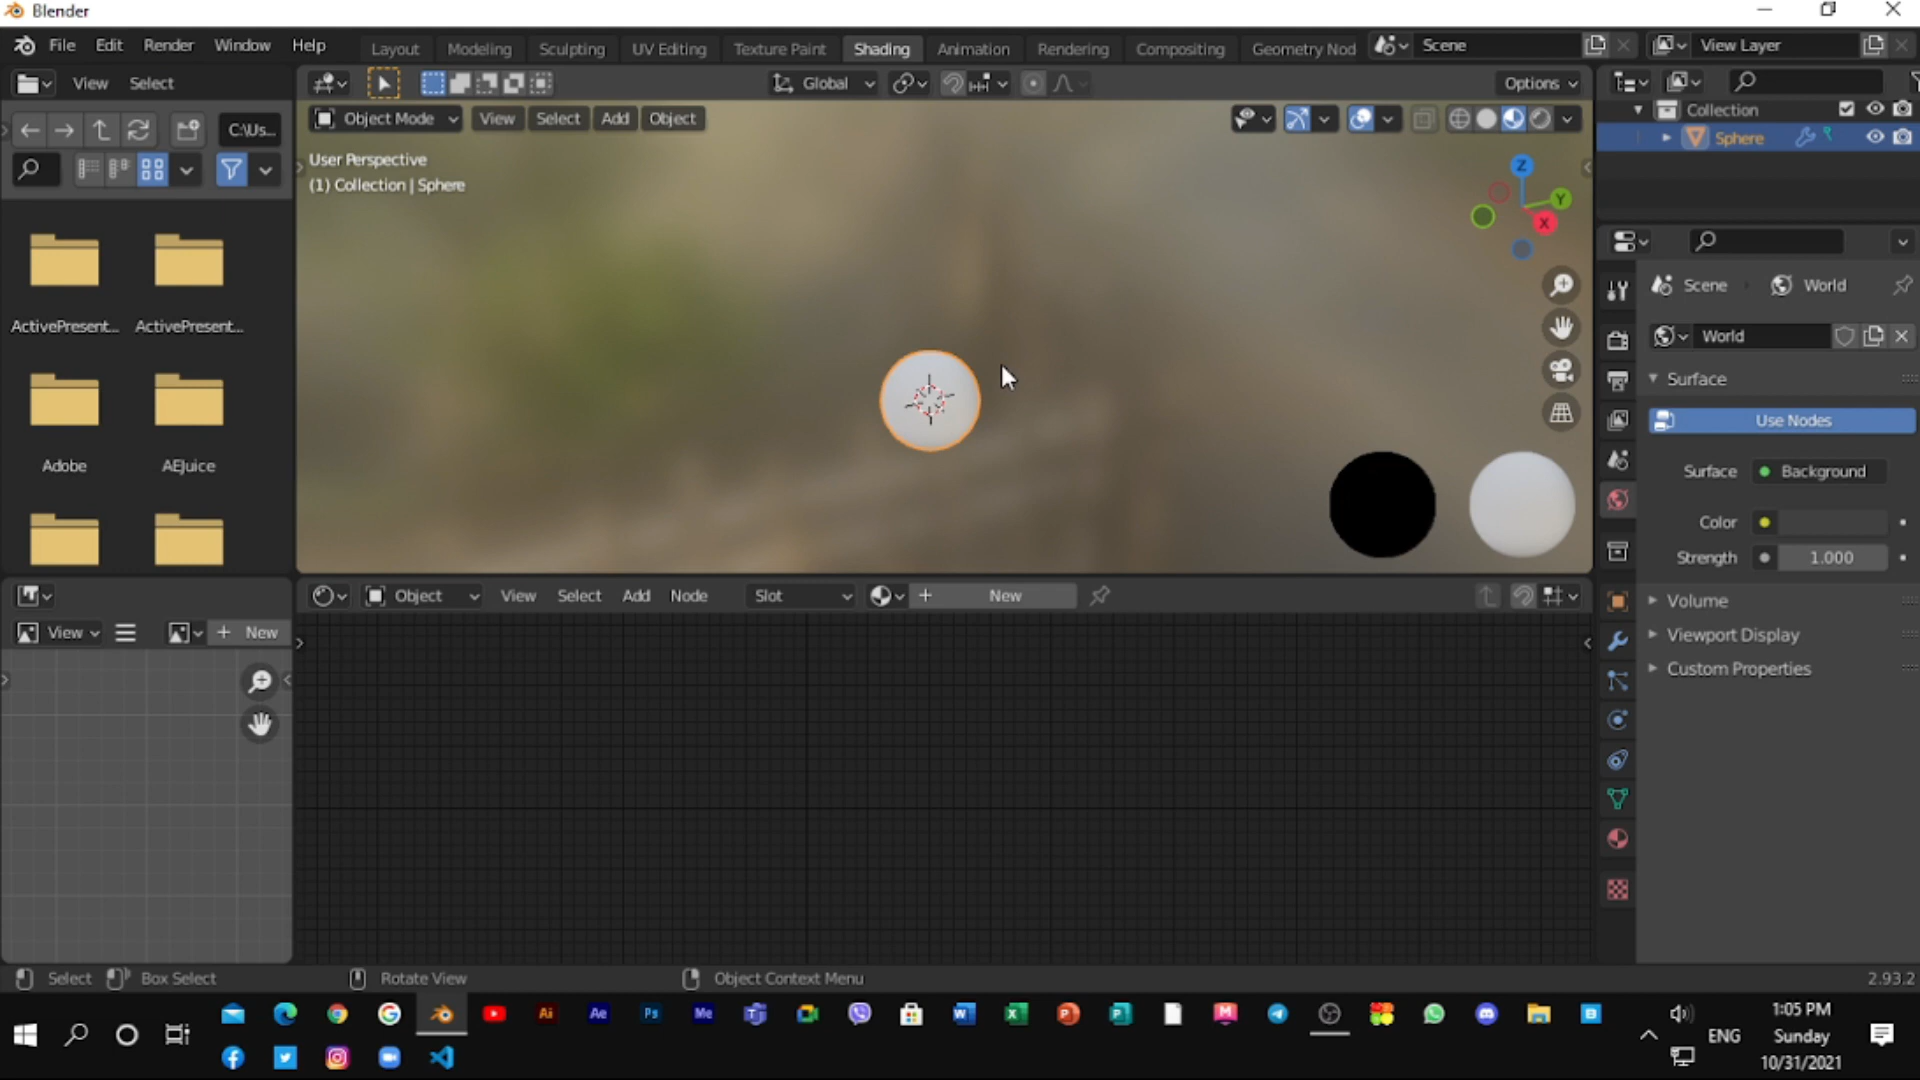 Blender
File Edit Render Window Help Layout Modeling Sculpting UV Editing Texture Paint Shading Animation Rendering Compositing Geometry Nod Scene View Layer
View Select Global Options
Object Mode View Select Add Object
Collection
Sphere
C:\Us...
User Perspective
(1) Collection | Sphere
Z
Y
X
ActivePresent... ActivePresent...
Adobe AEJuice
Scene World
World
Surface
Use Nodes
Surface Background
Color
Strength 1.000
Volume
Viewport Display
Custom Properties
Object View Select Add Node Slot + New
View + New
Select Box Select Rotate View Object Context Menu 2.93.2
Ai Ae Ps Me
ENG
1:05 PM
Sunday
10/31/2021